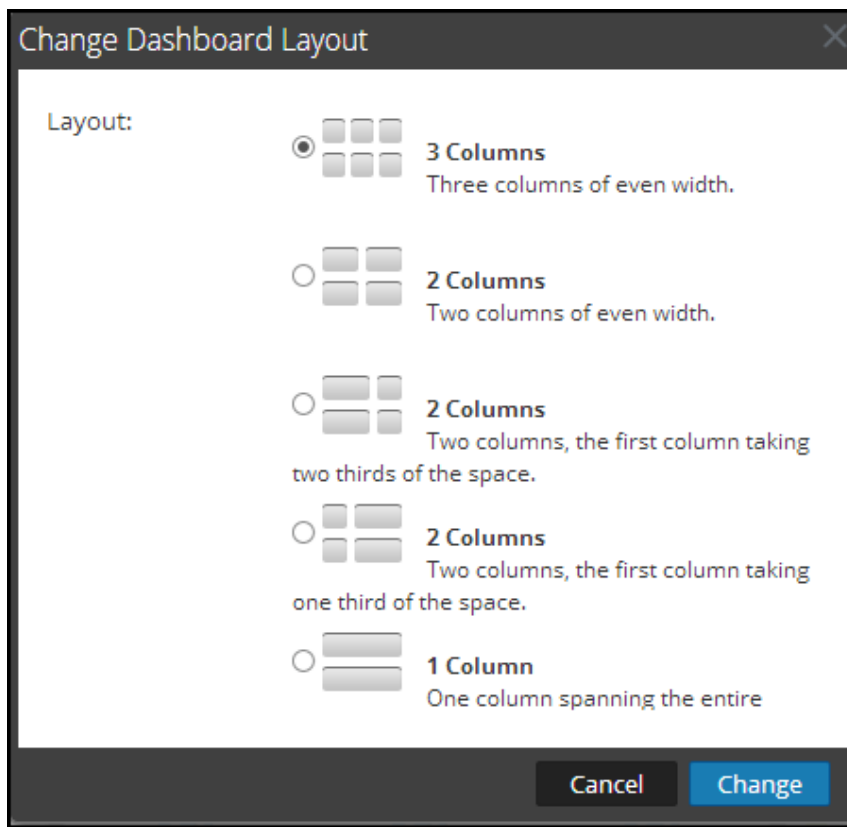 Change Dashboard Layout
Layout:
3 Columns
Three columns of even width.
2 Columns
Two columns of even width.
2 Columns
Two columns, the first column taking
two thirds of the space.
2 Columns
Two columns, the first column taking
one third of the space.
1 Column
One column spanning the entire
Cancel
Change